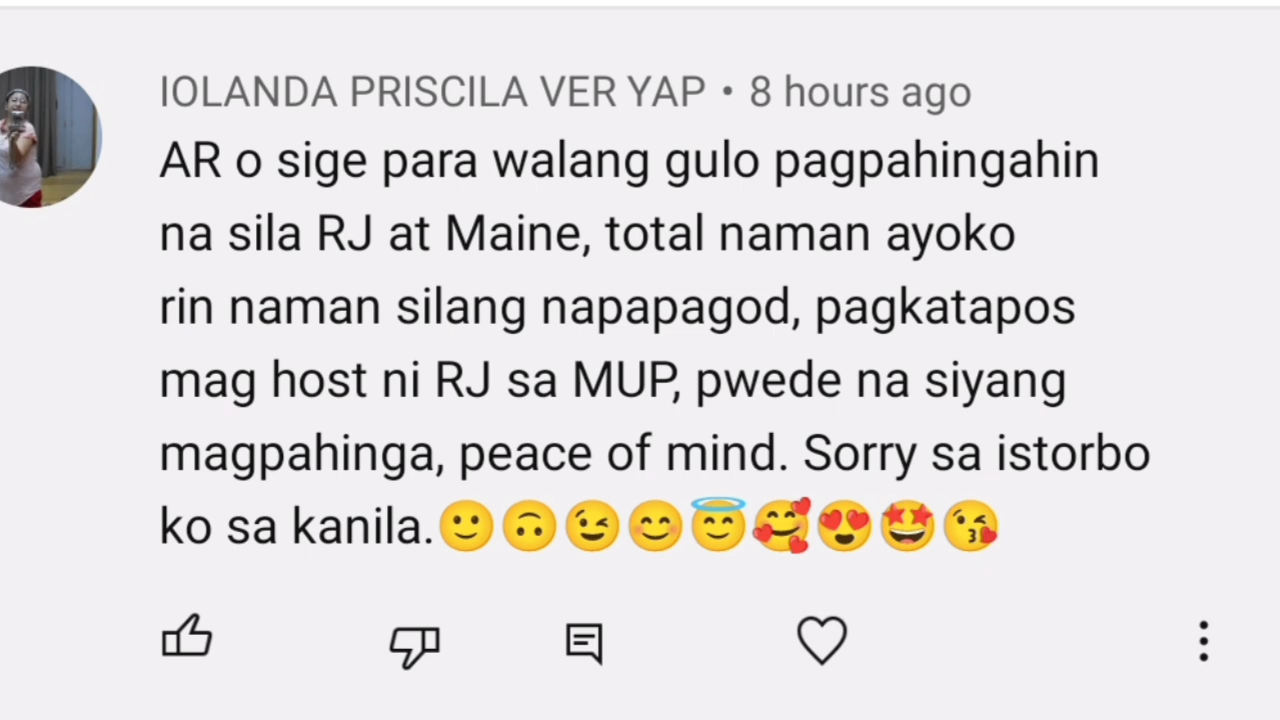 IOLANDA PRISCILA VER YAP • 8 hours ago
AR o sige para walang gulo pagpahingahin
na sila RJ at Maine, total naman ayoko
rin naman silang napapagod, pagkatapos
mag host ni RJ sa MUP, pwede na siyang
magpahinga, peace of mind. Sorry sa istorbo
ko sa kanila.🙂🙃😉😊😇🥰😍🤩😘